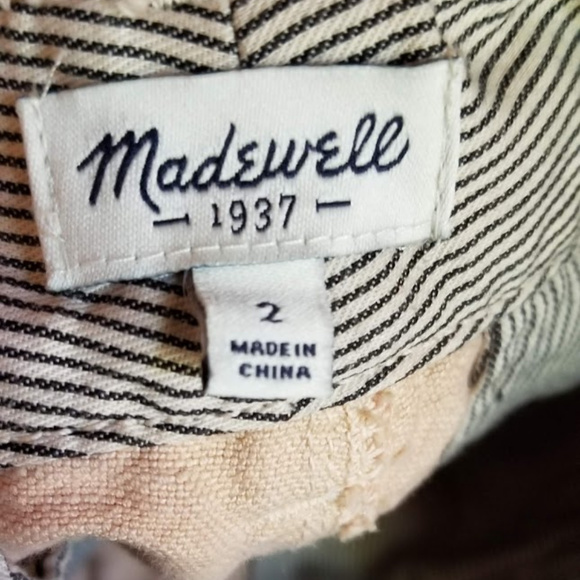 Madewell
— 1937 —
2
MADE IN
CHINA